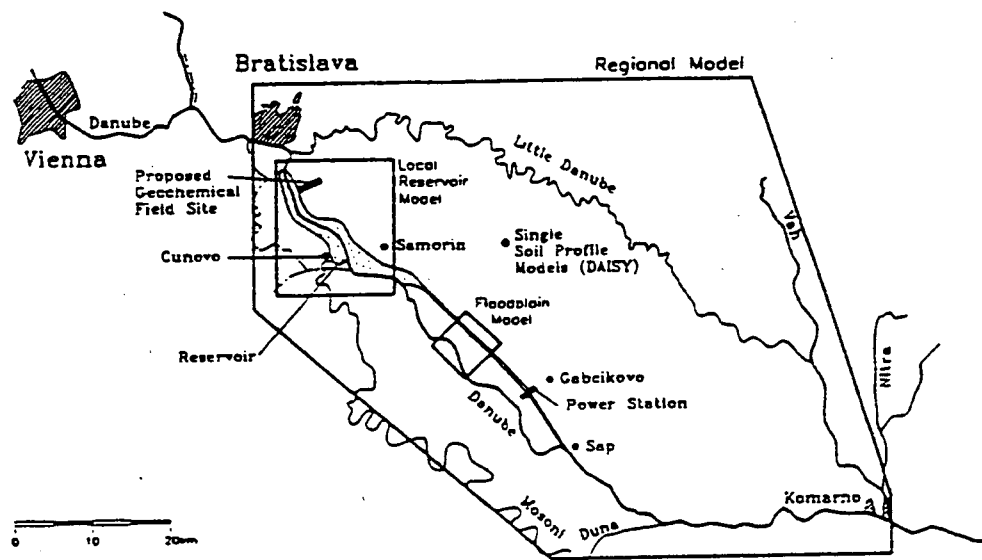 Bratislava
Regional Model
Danube
Vienna
Little Danube
Proposed
Geochemical
Field Site
Local
Reservoir
Model
Vah
Cunovo
Samorin
Single
Soil Profile
Models (DAISY)
Floodplain
Model
Reservoir
Nitra
Gabcikovo
Power Station
Danube
Sap
Komarno
Mosoni Duna
0 10 20km